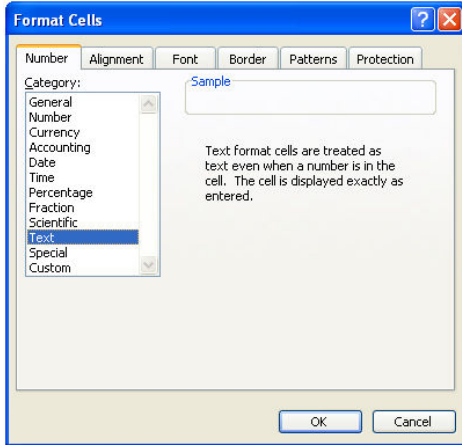 Format Cells
Number Alignment Font Border Patterns Protection
Category:
General
Number
Currency
Accounting
Date
Time
Percentage
Fraction
Scientific
Text
Special
Custom
Sample
Text format cells are treated as
text even when a number is in the
cell. The cell is displayed exactly as
entered.
OK Cancel